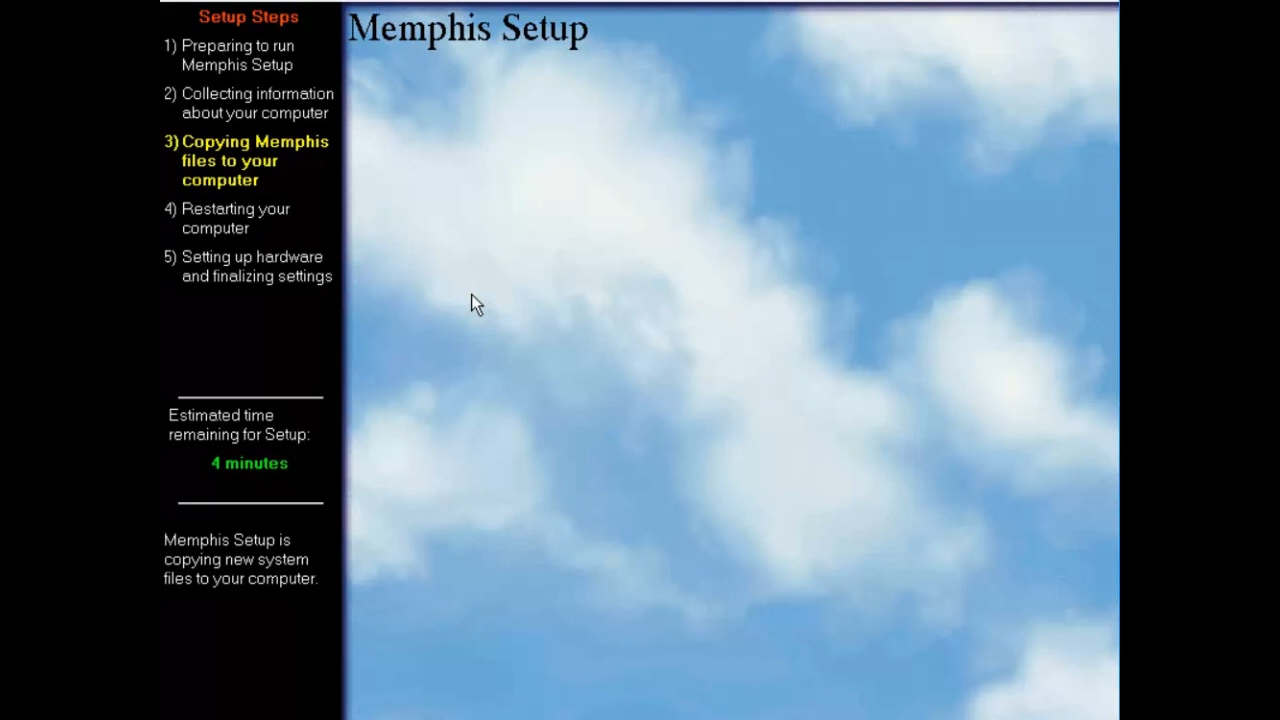 Setup Steps
1) Preparing to run
Memphis Setup
2) Collecting information
about your computer
3) Copying Memphis
files to your
computer
4) Restarting your
computer
5) Setting up hardware
and finalizing settings
Estimated time
remaining for Setup:
4 minutes
Memphis Setup is
copying new system
files to your computer.
Memphis Setup